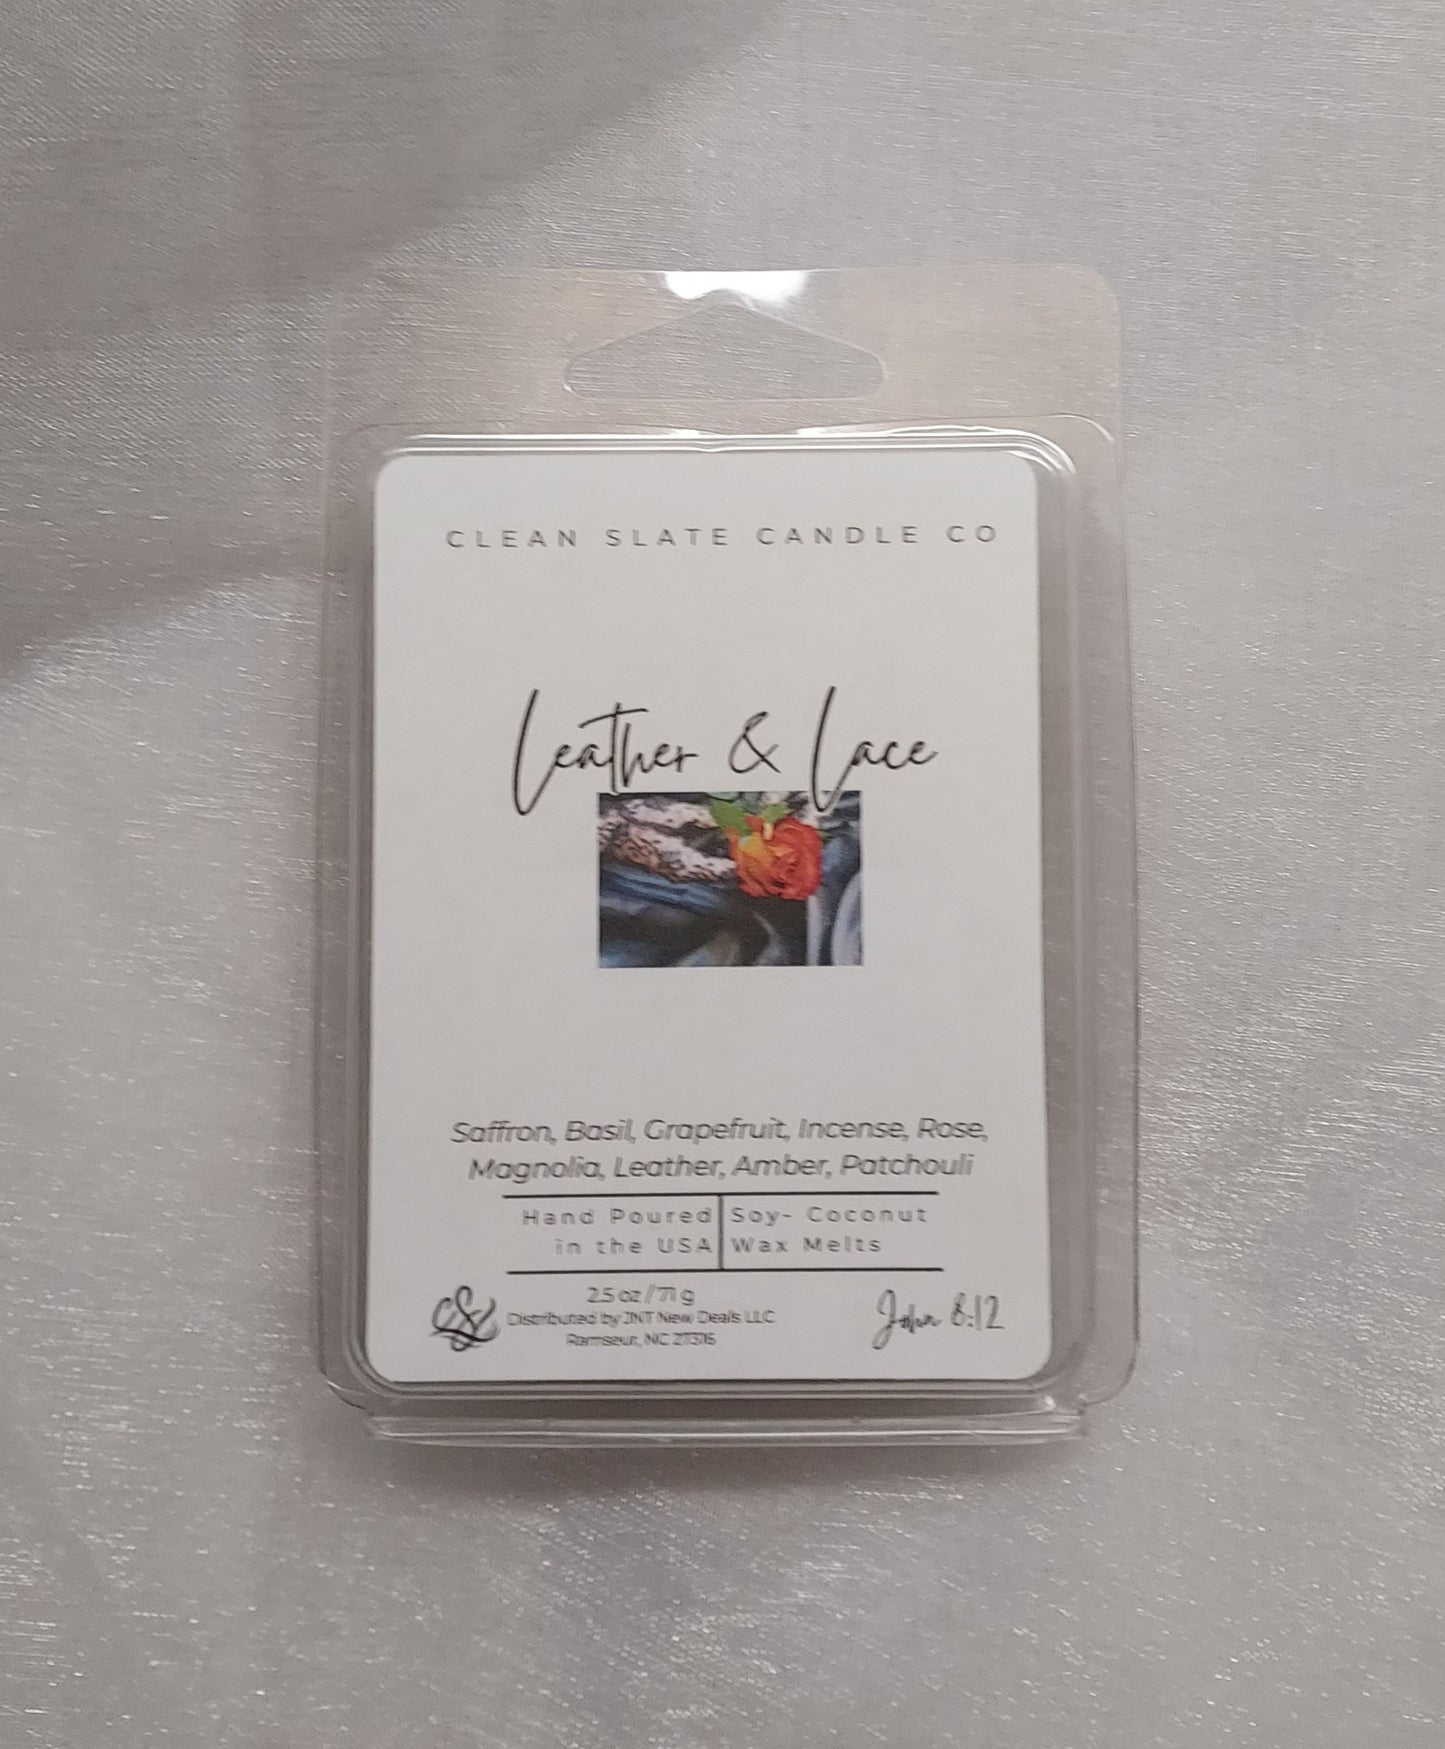 CLEAN SLATE CANDLE CO
Leather & Lace
Saffron, Basil, Grapefruit, Incense, Rose,
Magnolia, Leather, Amber, Patchouli
Hand Poured
in the USA
Soy- Coconut
Wax Melts
2.5 oz / 71 g
Distributed by JNT New Deals LLC
Ramseur, NC 27316
John 8:12